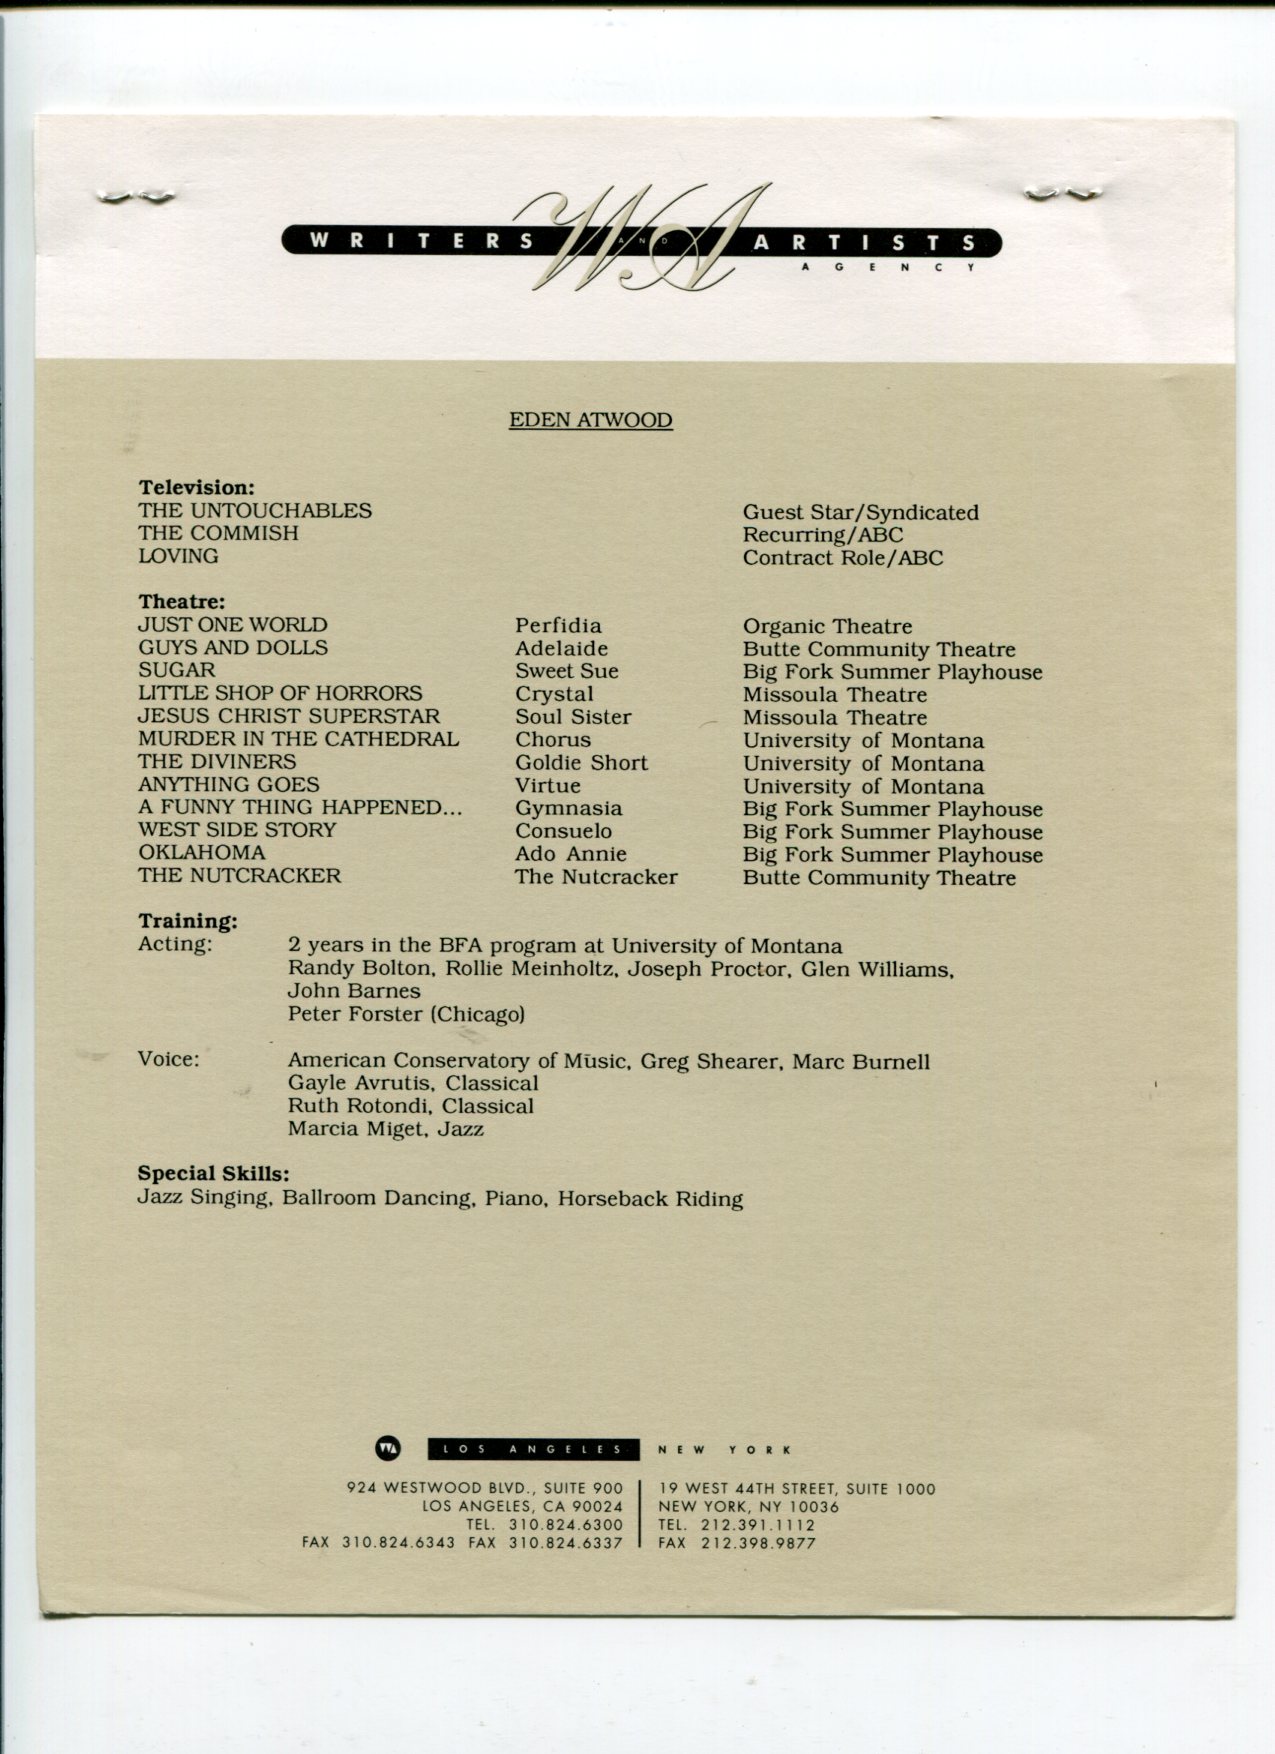 WRITERS AND ARTISTS
AGENCY
EDEN ATWOOD
Television:
THE UNTOUCHABLES Guest Star/Syndicated
THE COMMISH Recurring/ABC
LOVING Contract Role/ABC
Theatre:
JUST ONE WORLD Perfidia Organic Theatre
GUYS AND DOLLS Adelaide Butte Community Theatre
SUGAR Sweet Sue Big Fork Summer Playhouse
LITTLE SHOP OF HORRORS Crystal Missoula Theatre
JESUS CHRIST SUPERSTAR Soul Sister Missoula Theatre
MURDER IN THE CATHEDRAL Chorus University of Montana
THE DIVINERS Goldie Short University of Montana
ANYTHING GOES Virtue University of Montana
A FUNNY THING HAPPENED... Gymnasia Big Fork Summer Playhouse
WEST SIDE STORY Consuelo Big Fork Summer Playhouse
OKLAHOMA Ado Annie Big Fork Summer Playhouse
THE NUTCRACKER The Nutcracker Butte Community Theatre
Training:
Acting: 2 years in the BFA program at University of Montana
Randy Bolton, Rollie Meinholtz, Joseph Proctor, Glen Williams,
John Barnes
Peter Forster (Chicago)
Voice: American Conservatory of Music, Greg Shearer, Marc Burnell
Gayle Avrutis, Classical
Ruth Rotondi, Classical
Marcia Miget, Jazz
Special Skills:
Jazz Singing, Ballroom Dancing, Piano, Horseback Riding
WA LOS ANGELES NEW YORK
924 WESTWOOD BLVD., SUITE 900 19 WEST 44TH STREET, SUITE 1000
LOS ANGELES, CA 90024 NEW YORK, NY 10036
TEL. 310.824.6300 TEL. 212.391.1112
FAX 310.824.6343 FAX 310.824.6337 FAX 212.398.9877